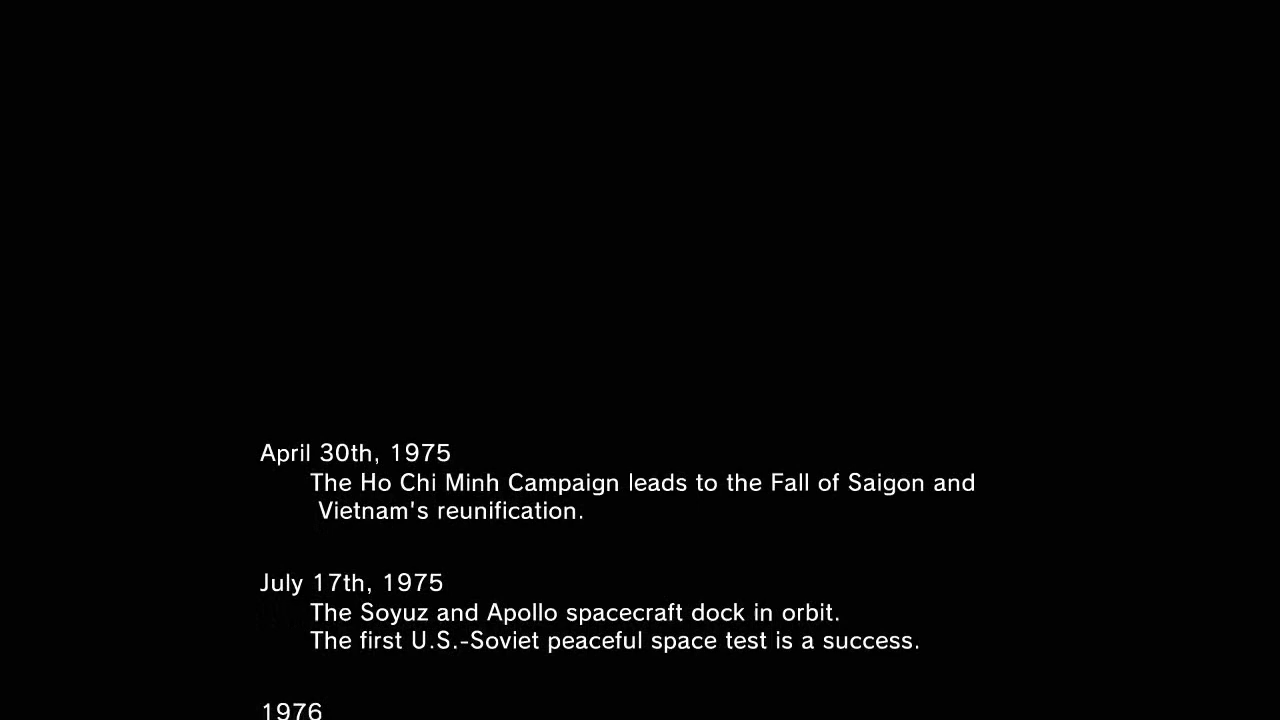 April 30th, 1975
The Ho Chi Minh Campaign leads to the Fall of Saigon and
Vietnam's reunification.
July 17th, 1975
The Soyuz and Apollo spacecraft dock in orbit.
The first U.S.-Soviet peaceful space test is a success.
1976